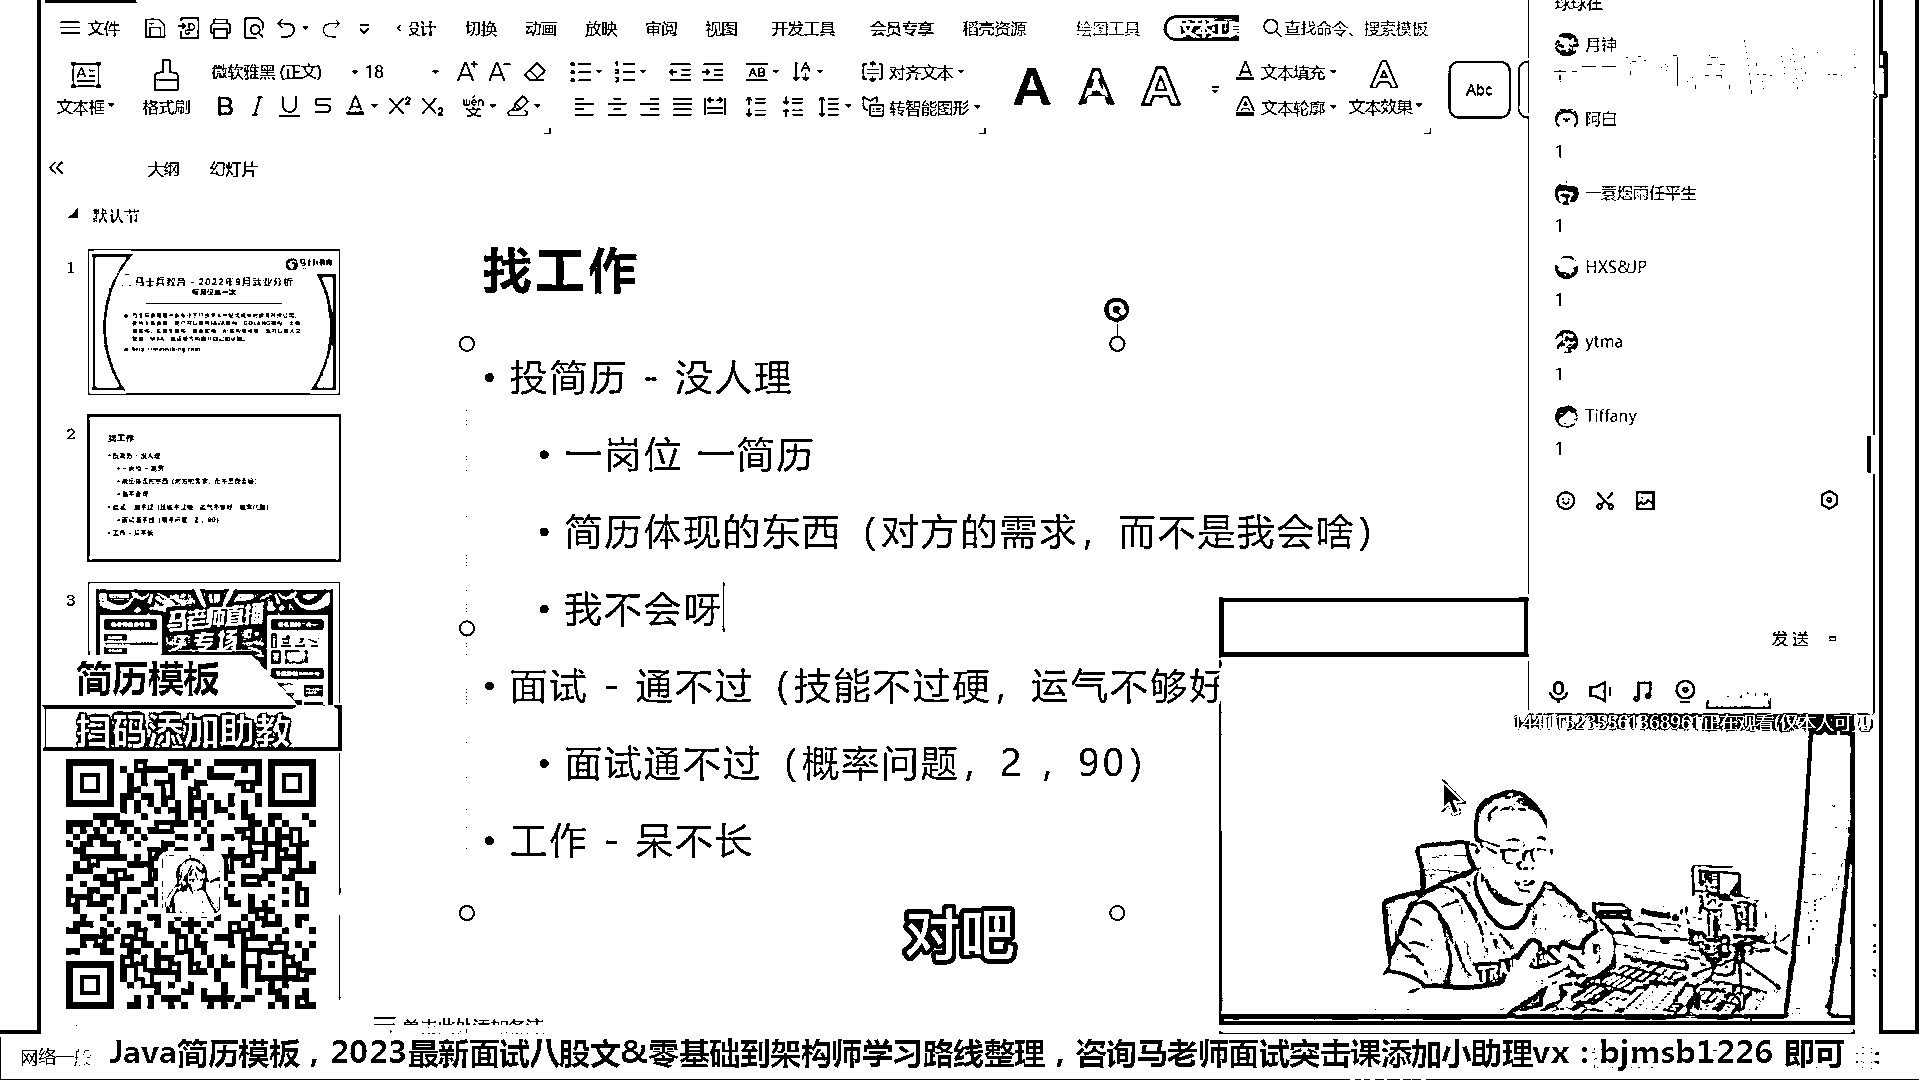 文件 设计 切换 动画 放映 审阅 视图 开发工具 会员专享 稻壳资源 绘图工具 文本工具 查找命令、搜索模板
微软雅黑 (正文) 18 对齐文本 文本填充
文本框 格式刷 转智能图形 文本轮廓 文本效果 Abc
大纲 幻灯片
默认节
1
马士兵教育 - 2022年9月就业分析
2
找工作
3
马老师直播
专场
简历模板
扫码添加助教
找工作
• 投简历 - 没人理
• 一岗位 一简历
• 简历体现的东西（对方的需求，而不是我会啥）
• 我不会呀
• 面试 - 通不过（技能不过硬，运气不够好
• 面试通不过（概率问题，2 ，90）
• 工作 - 呆不长
对吧
单击此处添加备注
月神
1
阿白
1
一蓑烟雨任平生
1
HXS&JP
1
ytma
1
Tiffany
1
发送
正在观看(仅本人可见)
Java简历模板，2023最新面试八股文&零基础到架构师学习路线整理，咨询马老师面试突击课添加小助理vx：bjmsb1226 即可